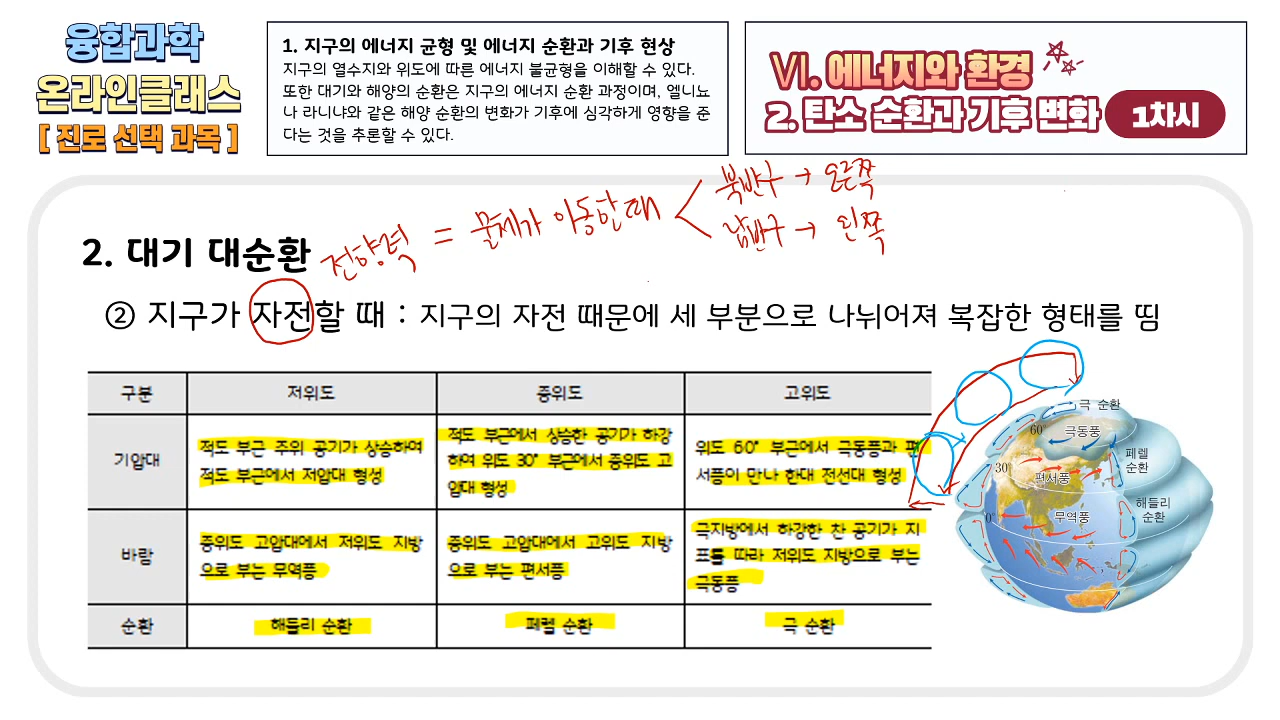 융합과학
온라인클래스
[ 진로 선택 과목 ]
1. 지구의 에너지 균형 및 에너지 순환과 기후 현상
지구의 열수지와 위도에 따른 에너지 불균형을 이해할 수 있다.
또한 대기와 해양의 순환은 지구의 에너지 순환 과정이며, 엘니뇨
나 라니냐와 같은 해양 순환의 변화가 기후에 심각하게 영향을 준
다는 것을 추론할 수 있다.
Ⅵ. 에너지와 환경
2. 탄소 순환과 기후 변화 1차시
전향력 = 물체가 이동할때 < 북반구 → 오른쪽
남반구 → 왼쪽
2. 대기 대순환
② 지구가 자전할 때 : 지구의 자전 때문에 세 부분으로 나뉘어져 복잡한 형태를 띰
구분 저위도 중위도 고위도
기압대
적도 부근 주위 공기가 상승하여
적도 부근에서 저압대 형성
적도 부근에서 상승한 공기가 하강
하여 위도 30° 부근에서 중위도 고
압대 형성
위도 60° 부근에서 극동풍과 편
서풍이 만나 한대 전선대 형성
바람
중위도 고압대에서 저위도 지방
으로 부는 무역풍
중위도 고압대에서 고위도 지방
으로 부는 편서풍
극지방에서 하강한 찬 공기가 지
표를 따라 저위도 지방으로 부는
극동풍
순환 해들리 순환 페렐 순환 극 순환
극 순환
60°
극동풍
페렐
순환
30°
편서풍
해들리
순환
0°
무역풍